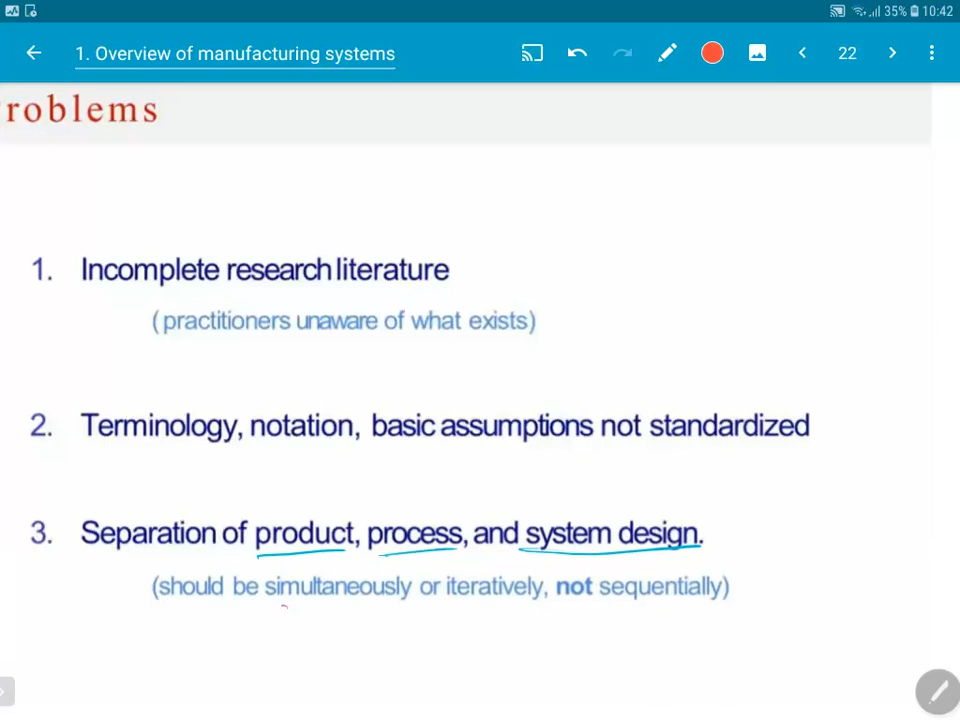 35% 10:42
1. Overview of manufacturing systems 22
roblems
1. Incomplete research literature
(practitioners unaware of what exists)
2. Terminology, notation, basic assumptions not standardized
3. Separation of product, process, and system design.
(should be simultaneously or iteratively, not sequentially)